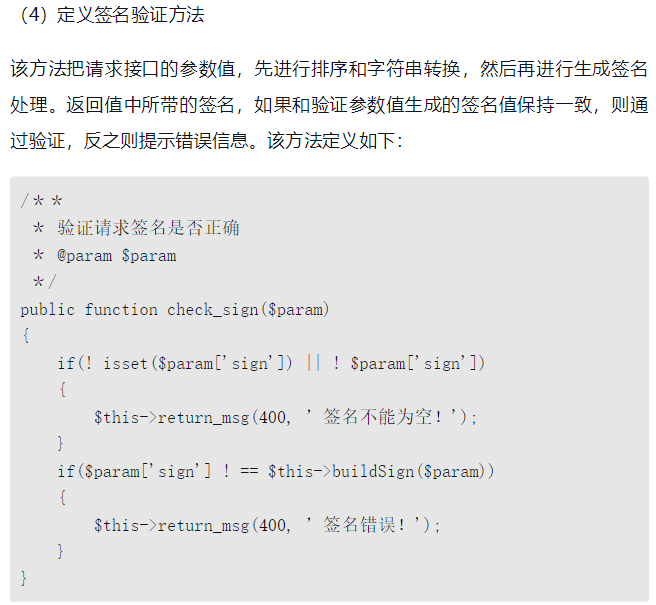 （4）定义签名验证方法
该方法把请求接口的参数值，先进行排序和字符串转换，然后再进行生成签名
处理。返回值中所带的签名，如果和验证参数值生成的签名值保持一致，则通
过验证，反之则提示错误信息。该方法定义如下：
/＊＊
 ＊ 验证请求签名是否正确
 ＊ @param $param
 ＊/
public function check_sign($param)
{
    if(! isset($param['sign']) || ! $param['sign'])
    {
        $this->return_msg(400, ' 签名不能为空！');
    }
    if($param['sign'] ! == $this->buildSign($param))
    {
        $this->return_msg(400, ' 签名错误！');
    }
}